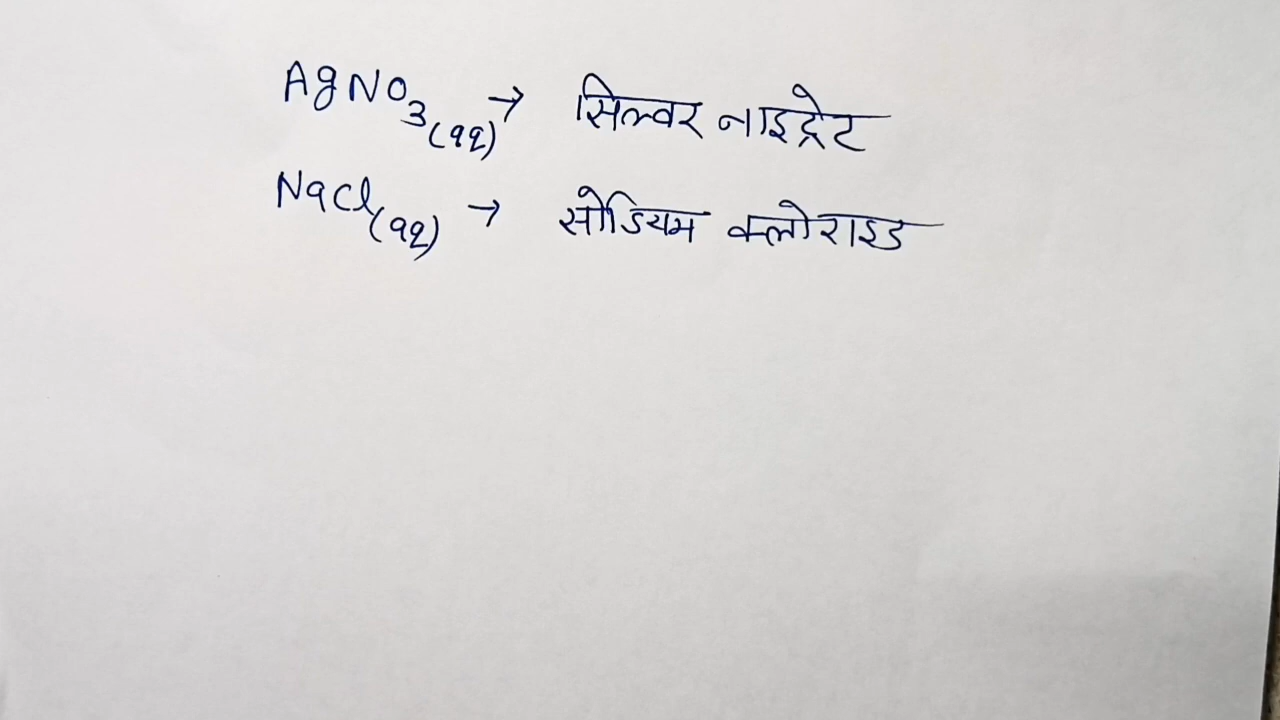 AgNO3(aq) → सिल्वर नाइट्रेट
NaCl(aq) → सोडियम क्लोराइड